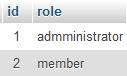 id role
1 admministrator
2 member